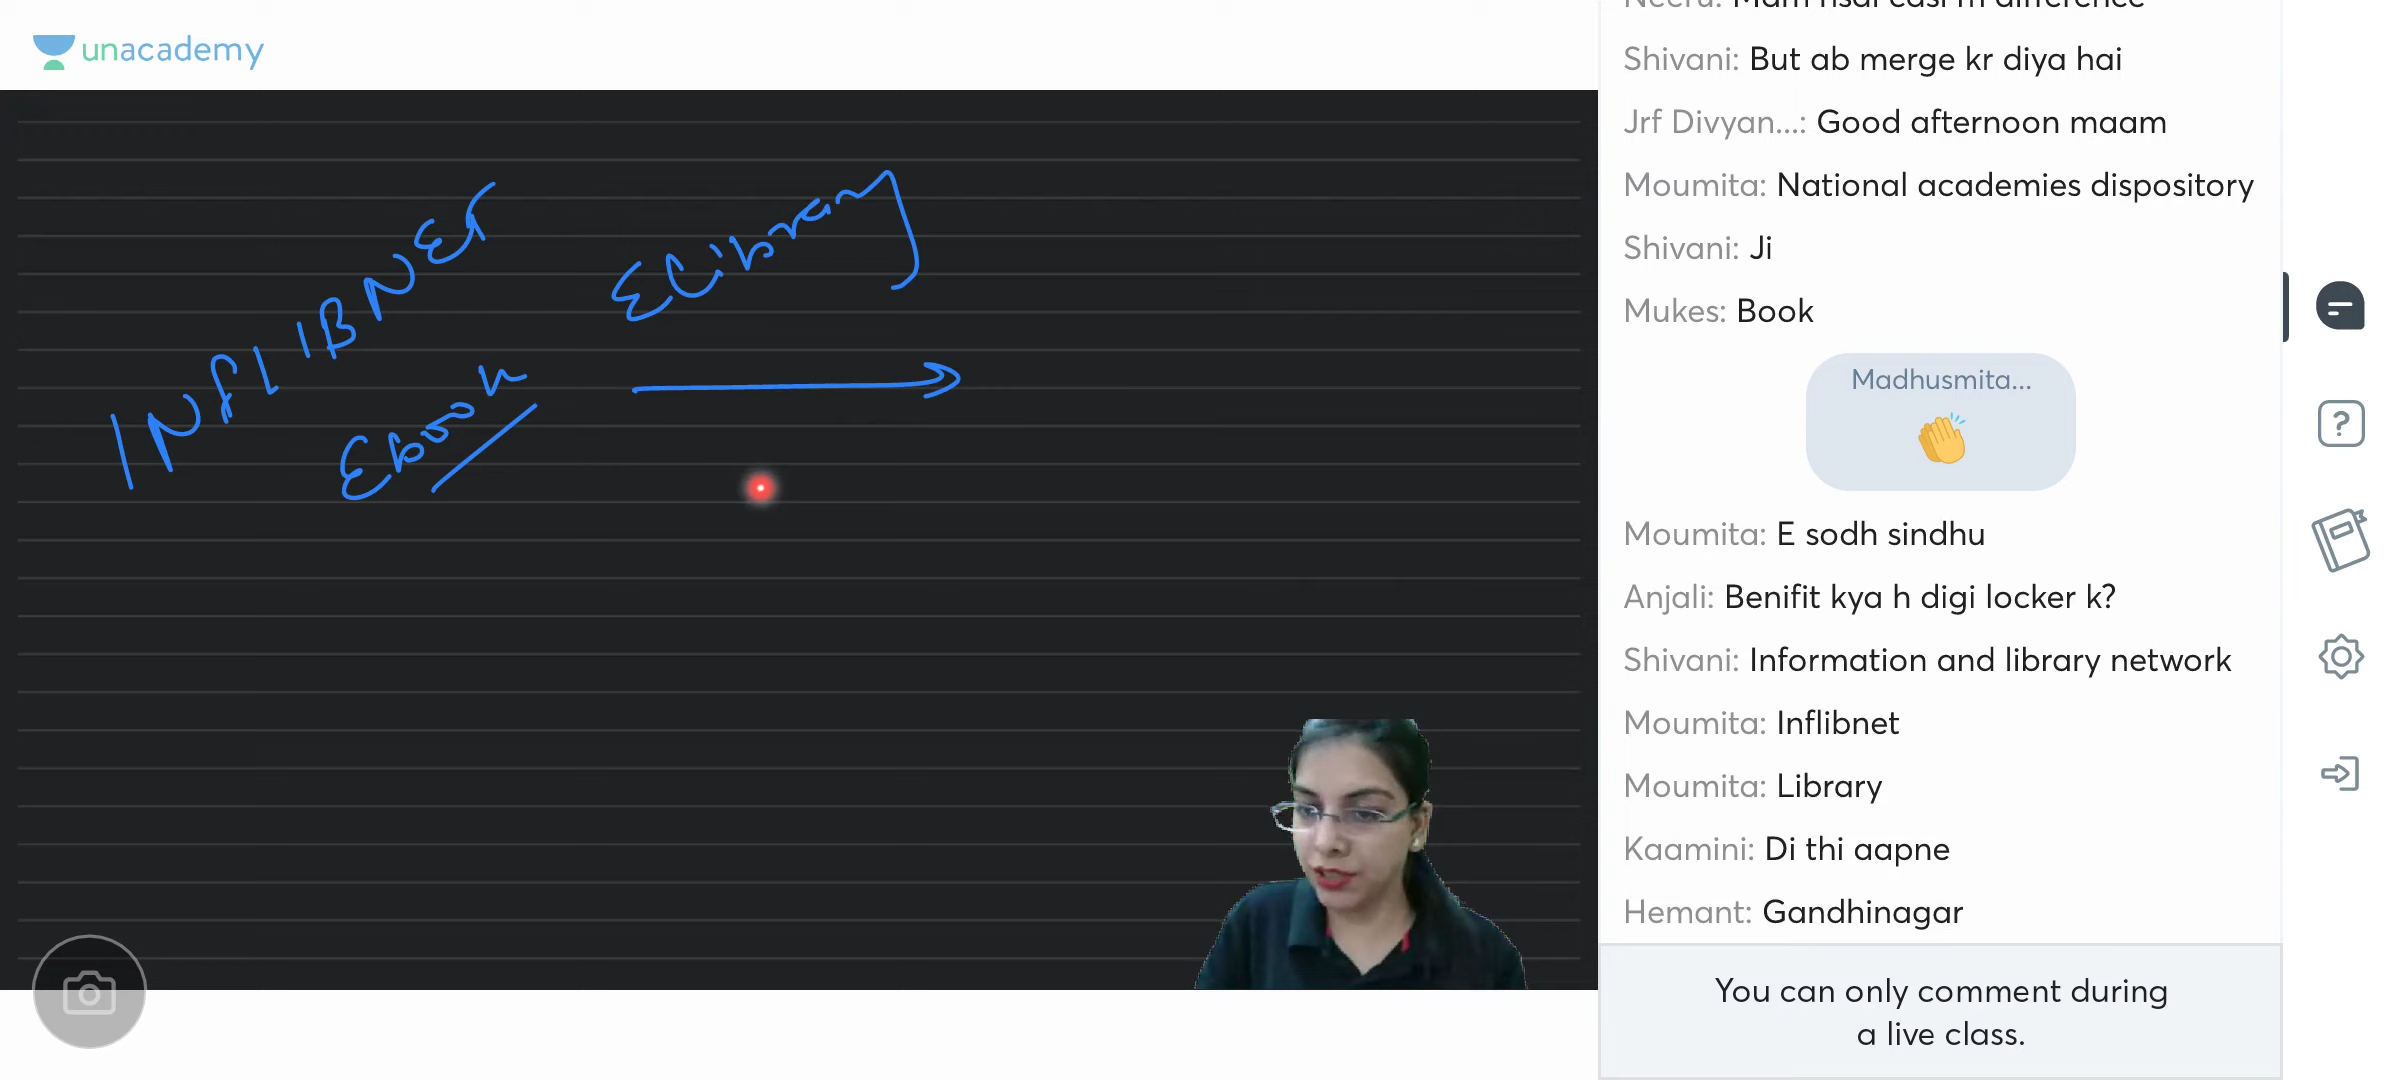 unacademy
INFLIBNET
Ebook
ELibrary
Shivani: But ab merge kr diya hai
Jrf Divyan...: Good afternoon maam
Moumita: National academies dispository
Shivani: Ji
Mukes: Book
Madhusmita...
Moumita: E sodh sindhu
Anjali: Benifit kya h digi locker k?
Shivani: Information and library network
Moumita: Inflibnet
Moumita: Library
Kaamini: Di thi aapne
Hemant: Gandhinagar
You can only comment during
a live class.